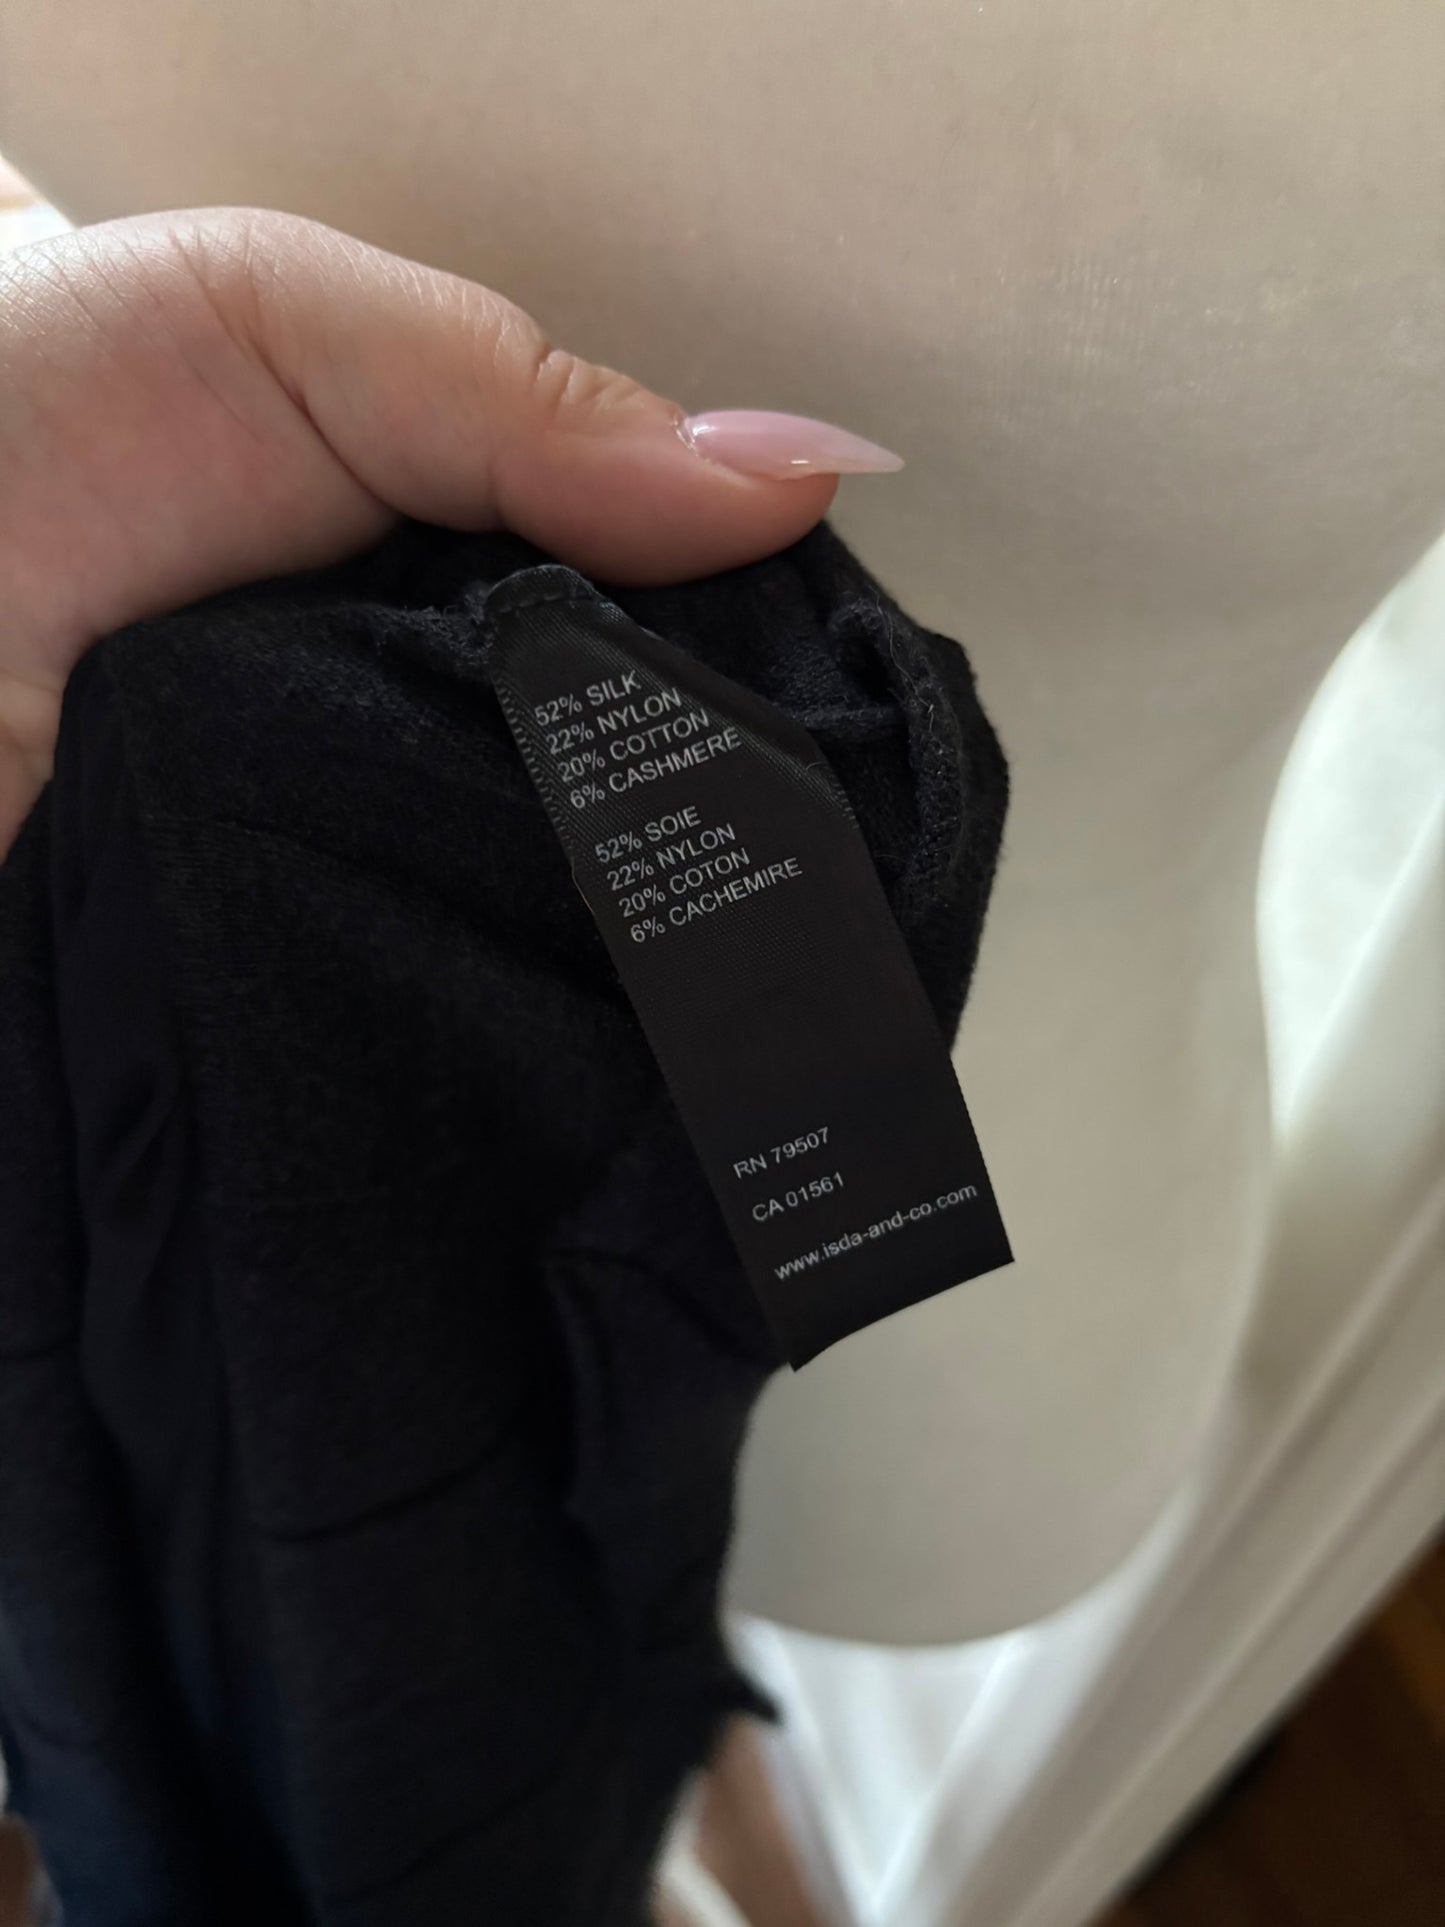 52% SILK
22% NYLON
20% COTTON
6% CASHMERE
52% SOIE
22% NYLON
20% COTON
6% CACHEMIRE
RN 79507
CA 01561
www.isda-and-co.com